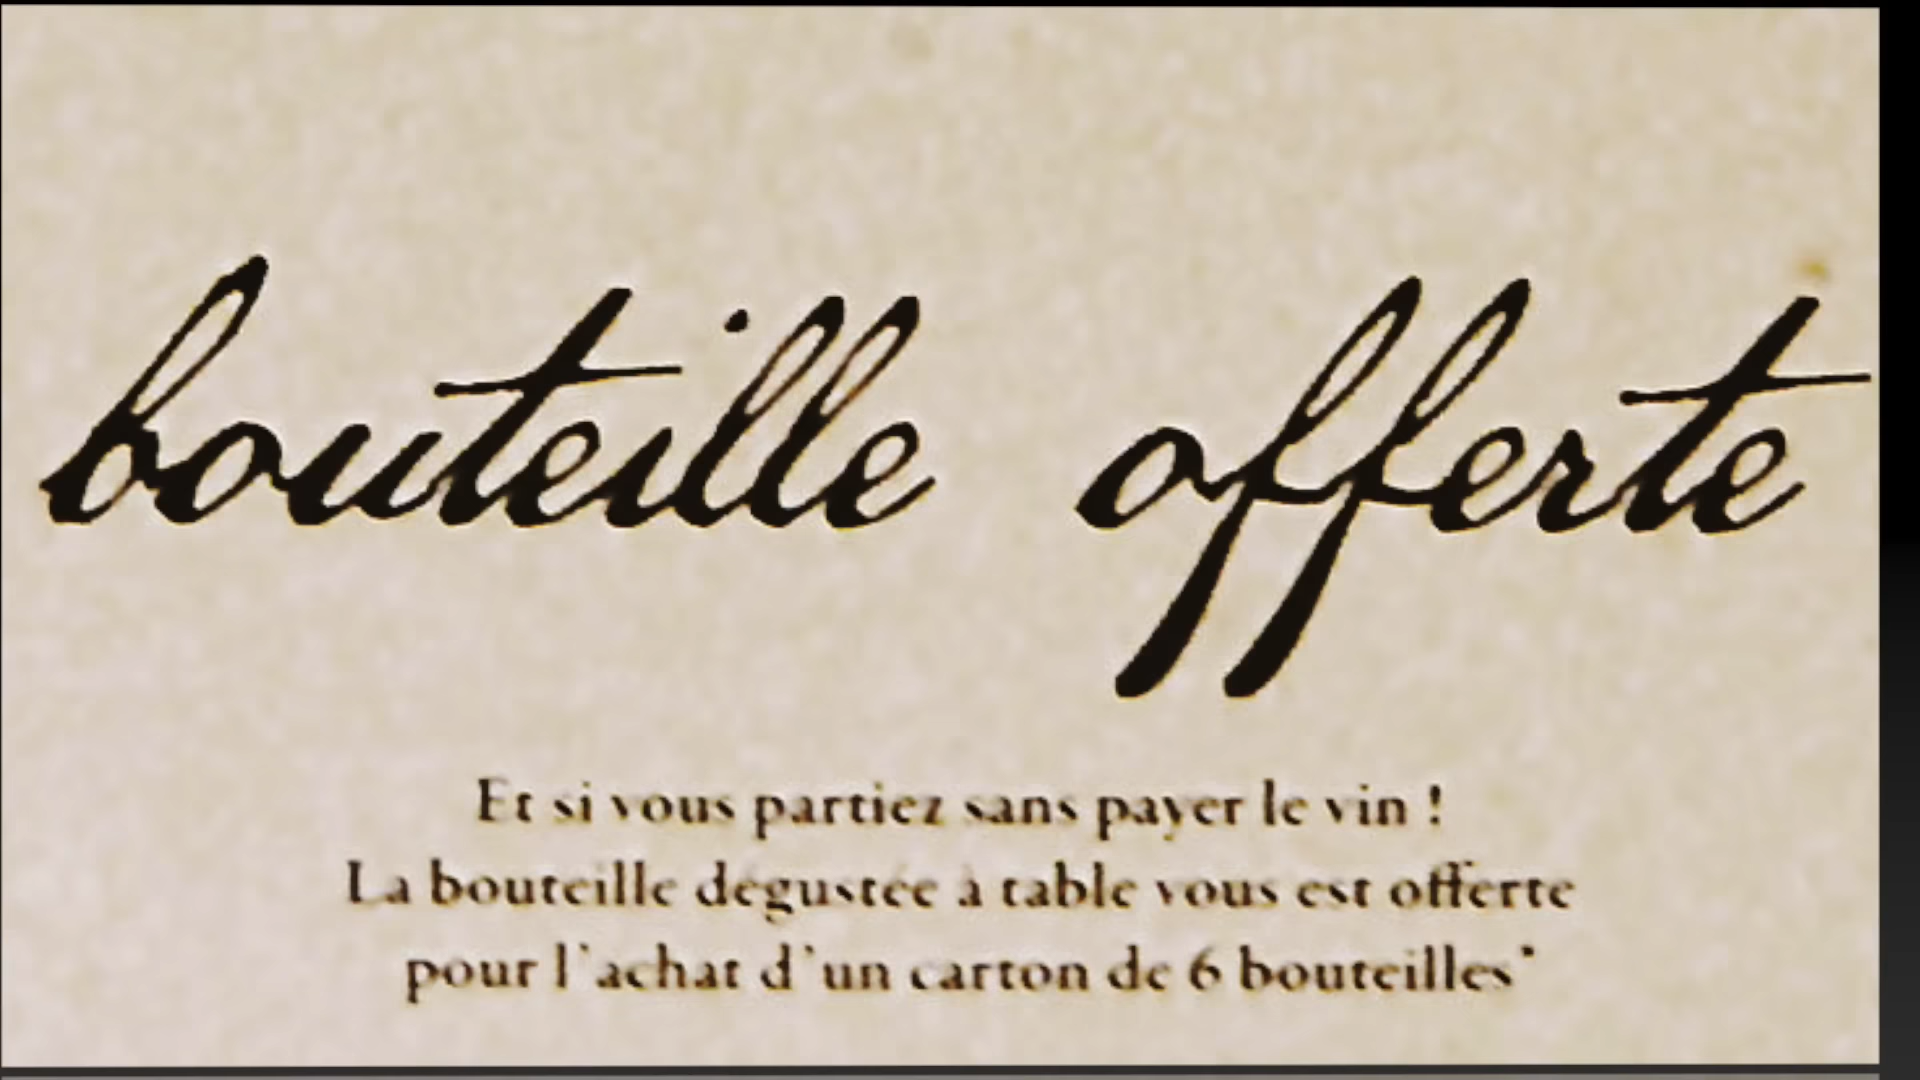 bouteille offerte
Et si vous partiez sans payer le vin !
La bouteille dégustée à table vous est offerte
pour l'achat d'un carton de 6 bouteilles*